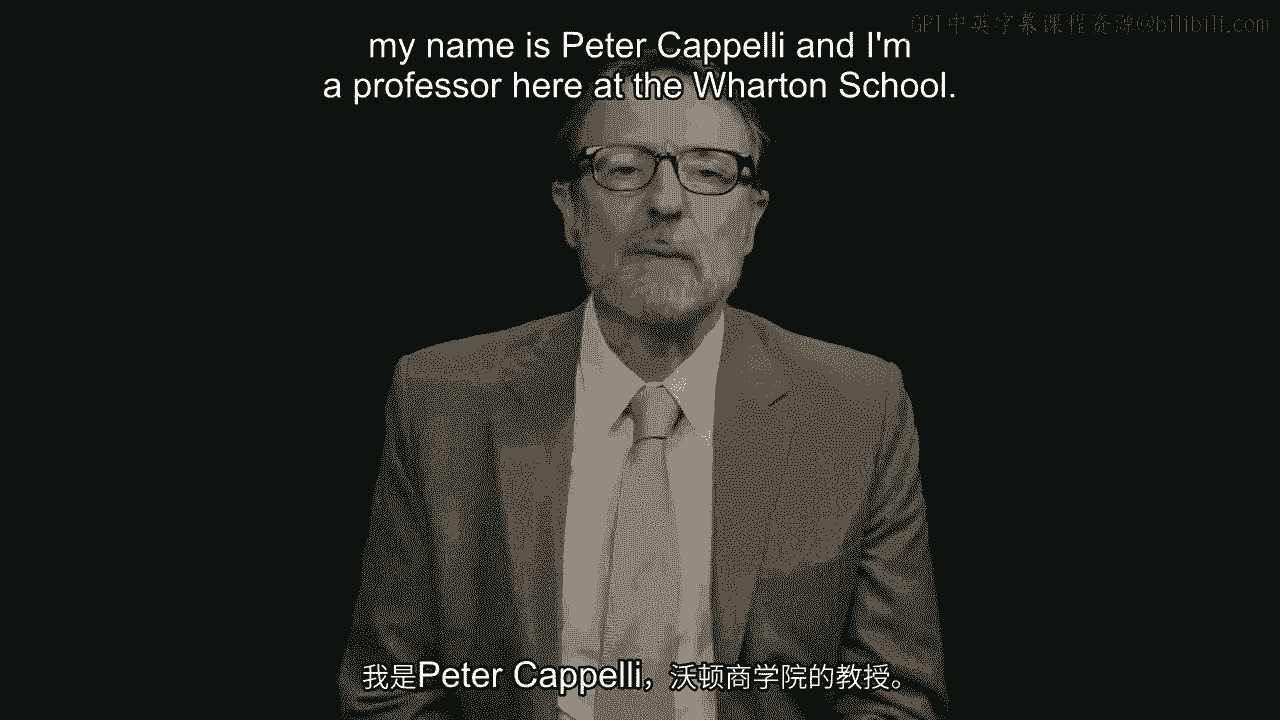 GPT中英字幕课程资源@bilibili.com
my name is Peter Cappelli and I'm
a professor here at the Wharton School.
我是Peter Cappelli，沃顿商学院的教授。